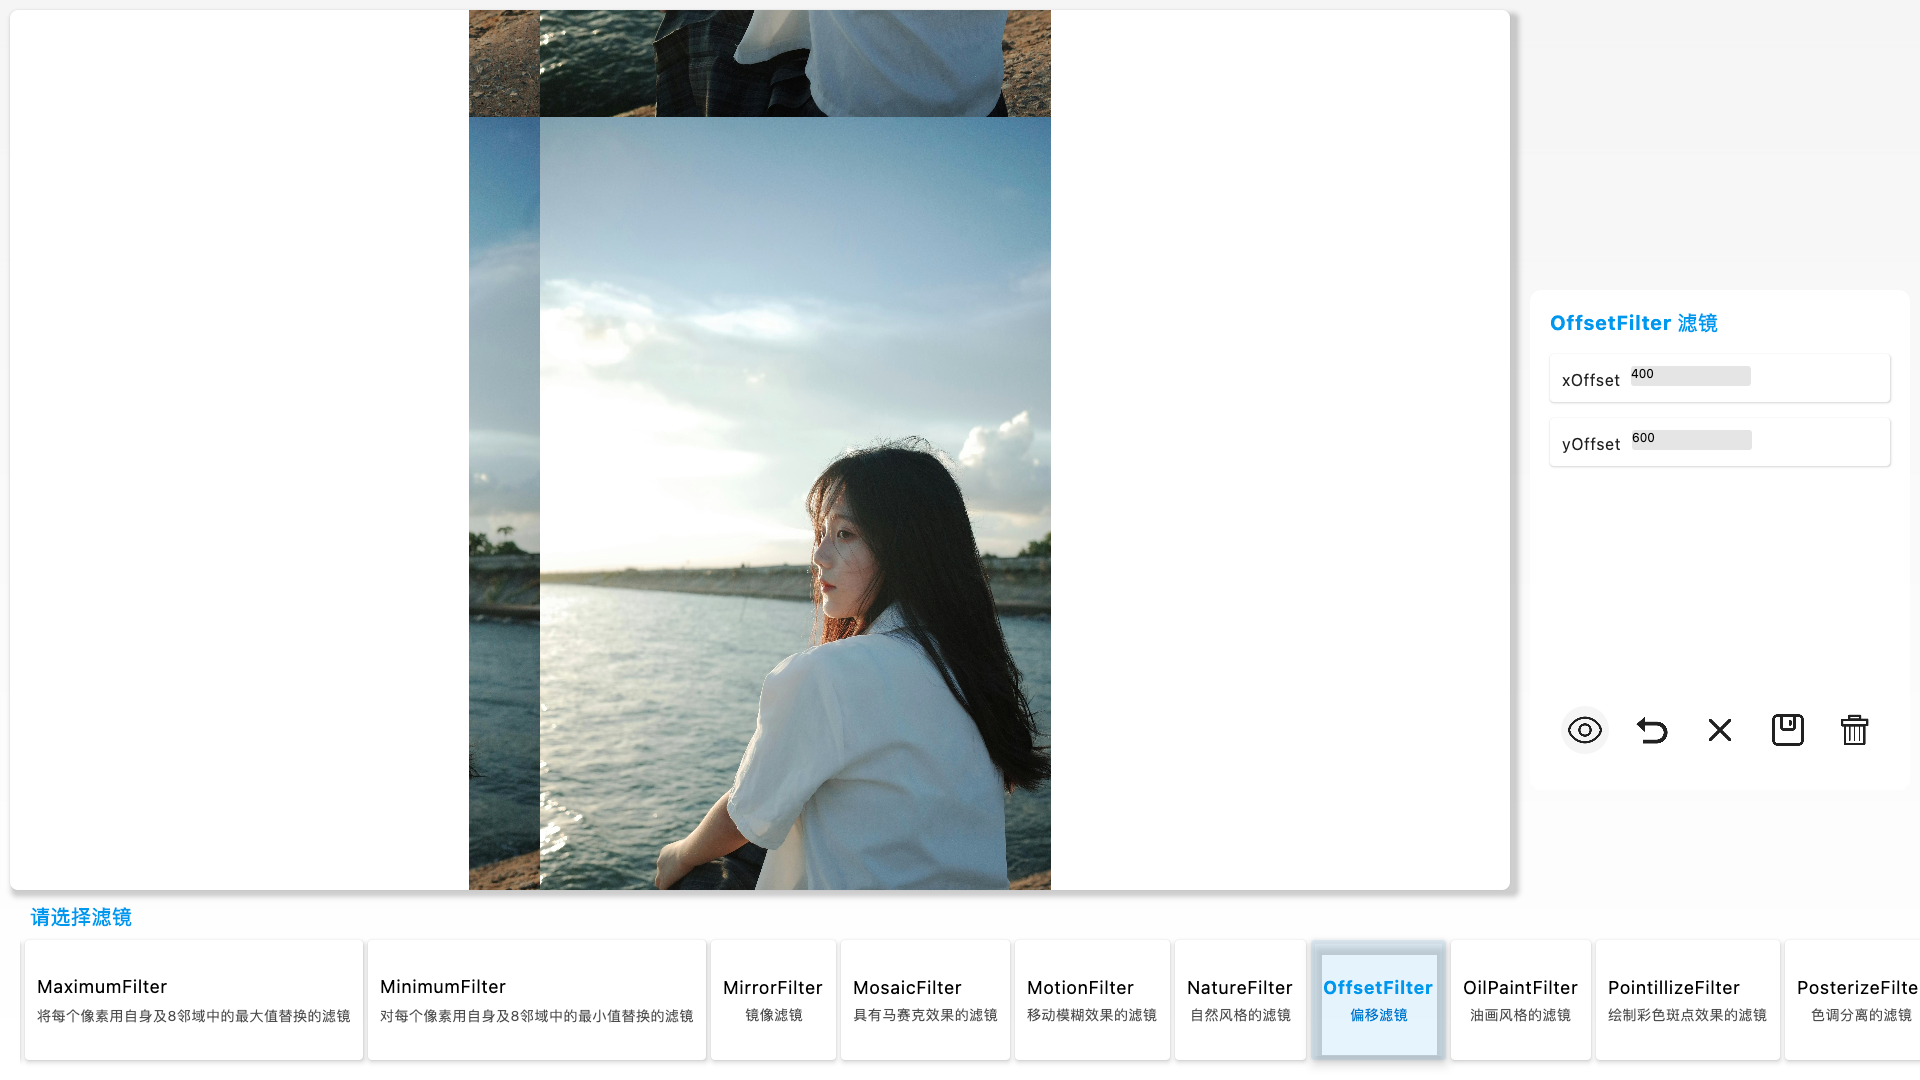 OffsetFilter 滤镜
xOffset 400
yOffset 600
请选择滤镜
MaximumFilter
将每个像素用自身及8邻域中的最大值替换的滤镜
MinimumFilter
对每个像素用自身及8邻域中的最小值替换的滤镜
MirrorFilter
镜像滤镜
MosaicFilter
具有马赛克效果的滤镜
MotionFilter
移动模糊效果的滤镜
NatureFilter
自然风格的滤镜
OffsetFilter
偏移滤镜
OilPaintFilter
油画风格的滤镜
PointillizeFilter
绘制彩色斑点效果的滤镜
PosterizeFilte
色调分离的滤镜